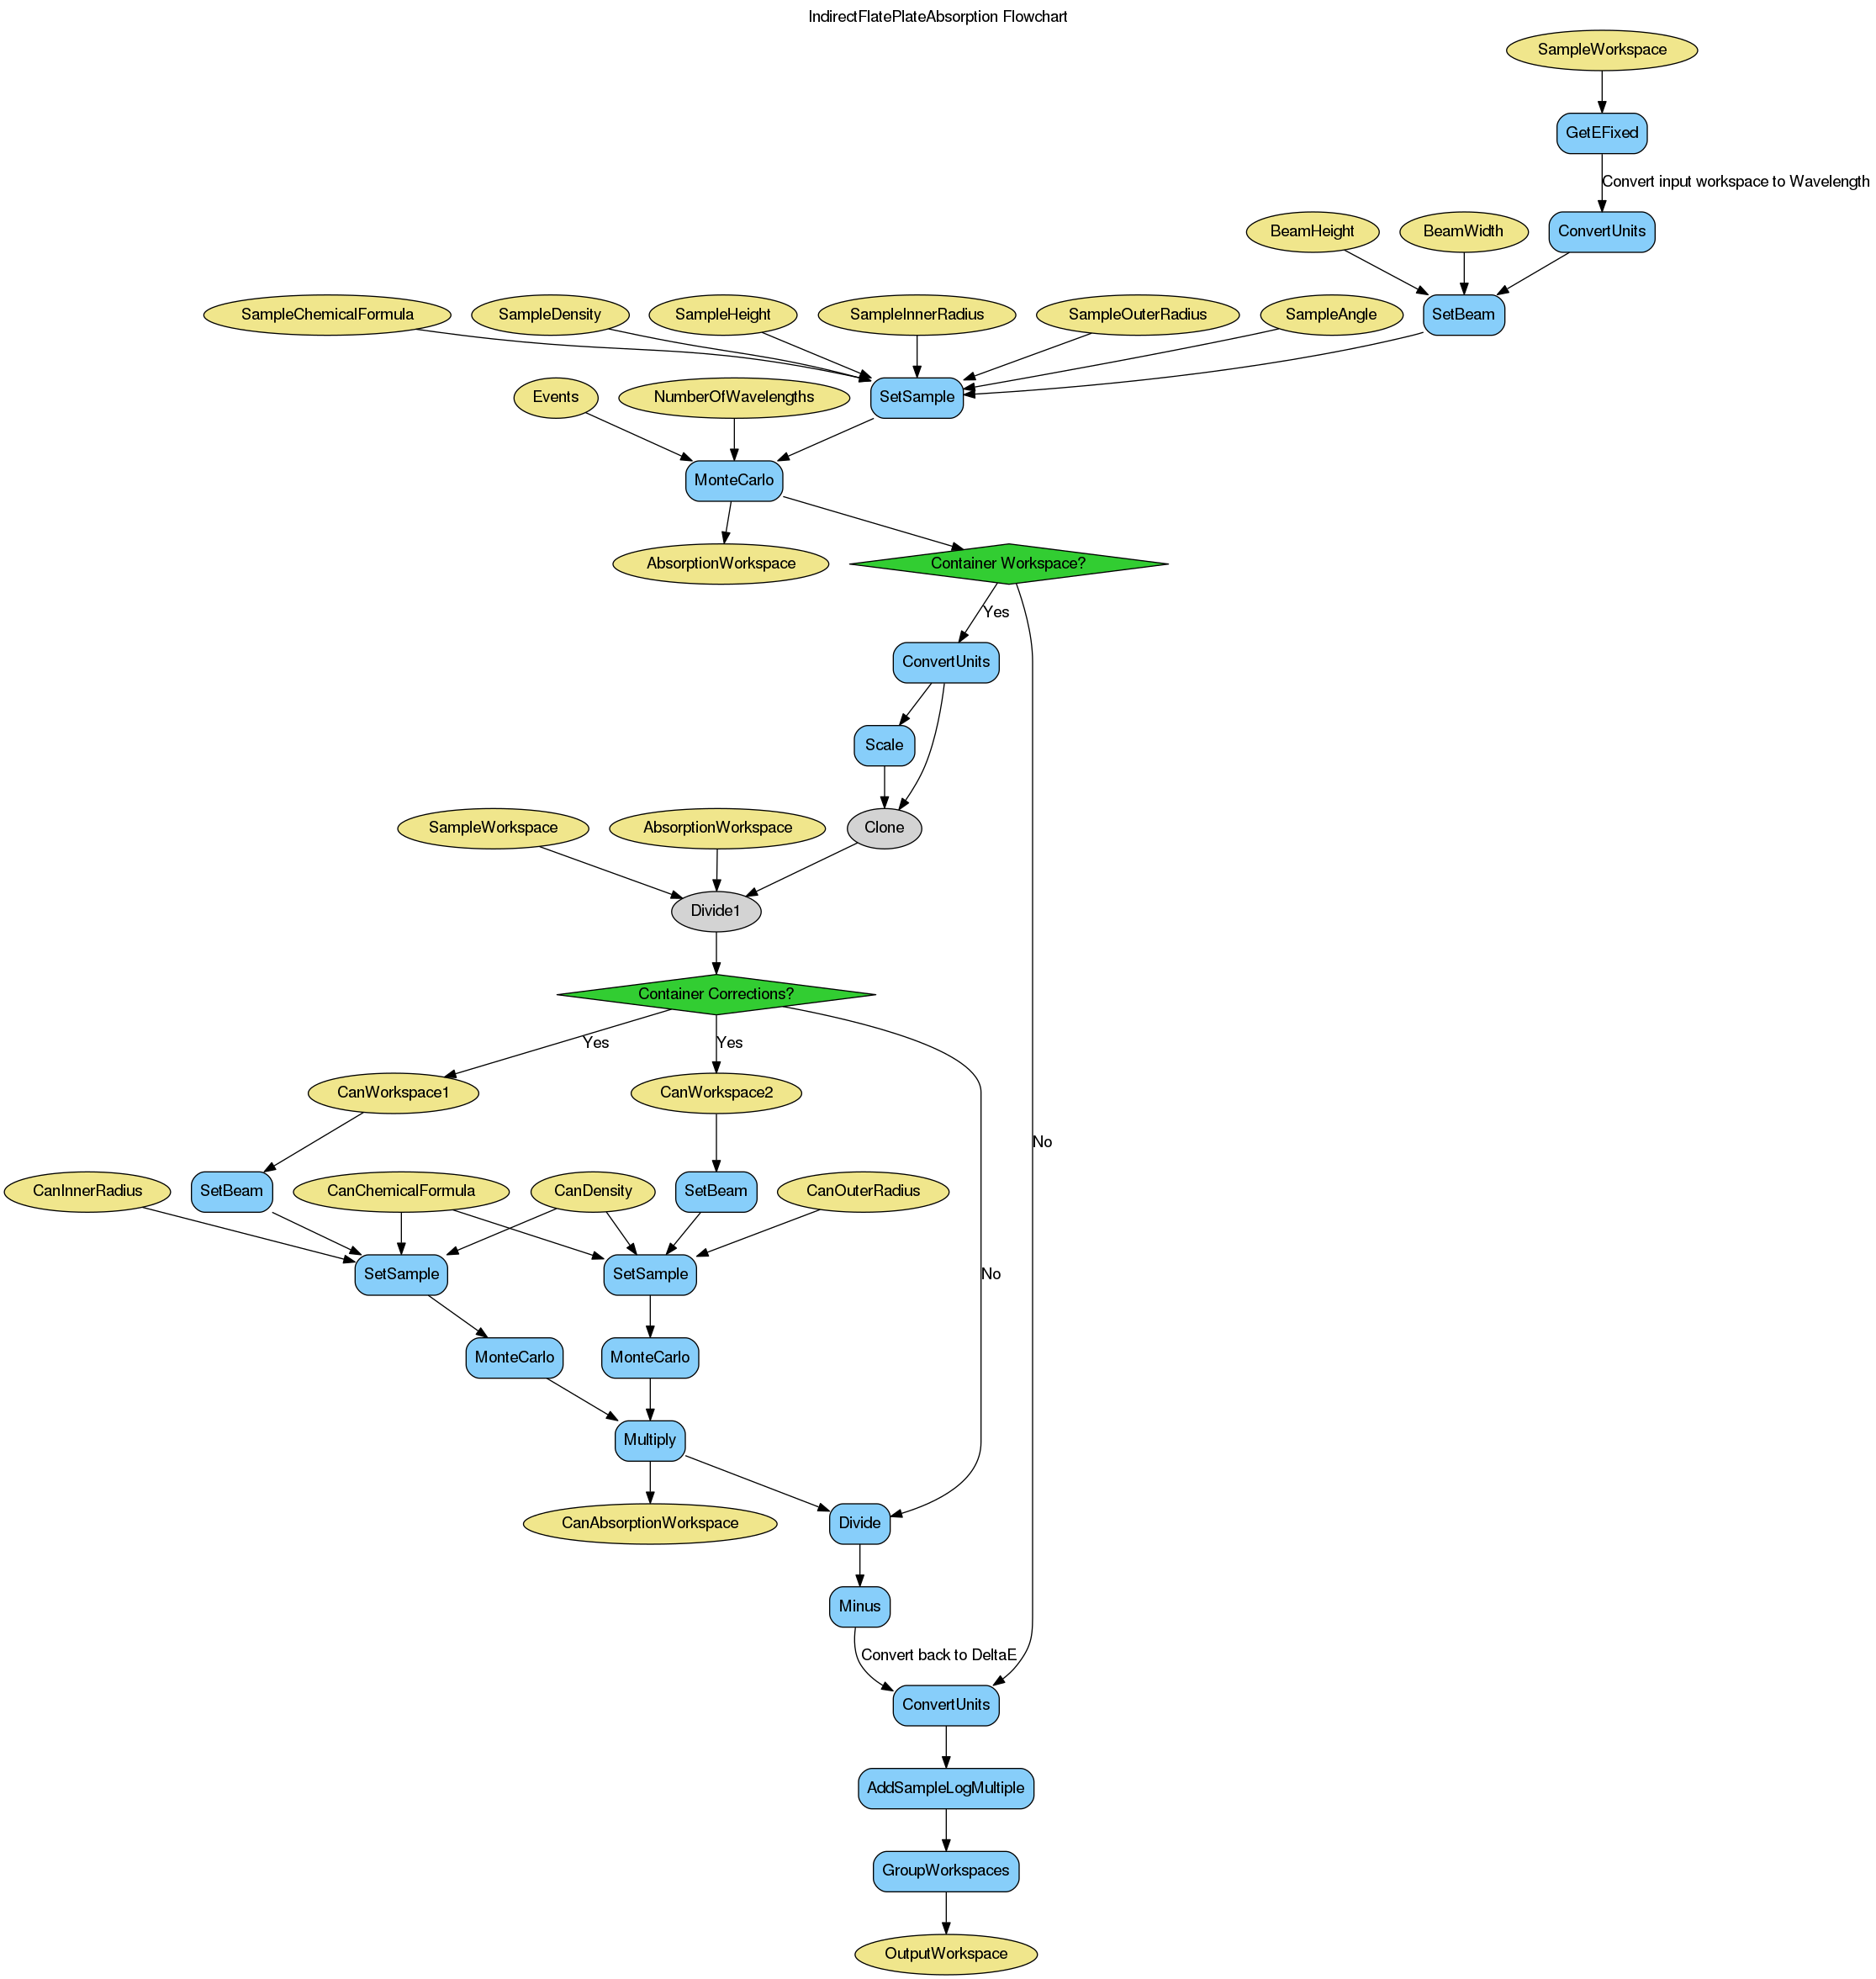 IndirectFlatePlateAbsorption Flowchart
SampleWorkspace
GetEFixed
Convert input workspace to Wavelength
BeamHeight
BeamWidth
ConvertUnits
SampleChemicalFormula
SampleDensity
SampleHeight
SampleInnerRadius
SampleOuterRadius
SampleAngle
SetBeam
Events
NumberOfWavelengths
SetSample
MonteCarlo
AbsorptionWorkspace
Container Workspace?
Yes
ConvertUnits
Scale
SampleWorkspace
AbsorptionWorkspace
Clone
Divide1
Container Corrections?
Yes
Yes
CanWorkspace1
CanWorkspace2
No
CanInnerRadius
SetBeam
CanChemicalFormula
CanDensity
SetBeam
CanOuterRadius
SetSample
SetSample
No
MonteCarlo
MonteCarlo
Multiply
CanAbsorptionWorkspace
Divide
Minus
Convert back to DeltaE
ConvertUnits
AddSampleLogMultiple
GroupWorkspaces
OutputWorkspace